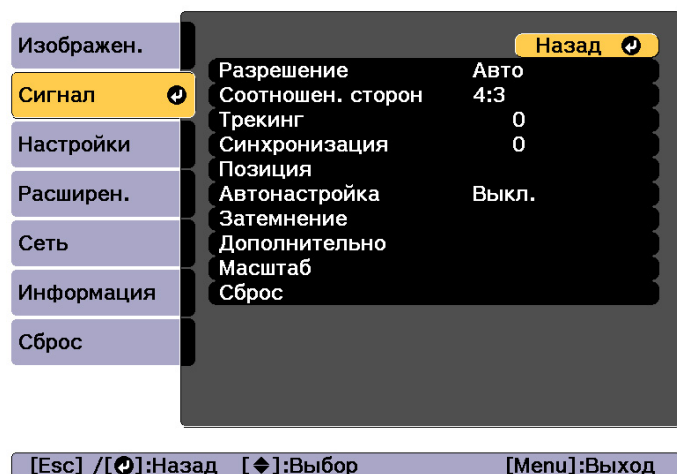 Изображен.
Сигнал
Настройки
Расширен.
Сеть
Информация
Сброс
Назад
Разрешение Авто
Соотношен. сторон 4:3
Трекинг 0
Синхронизация 0
Позиция
Автонастройка Выкл.
Затемнение
Дополнительно
Масштаб
Сброс
[Esc] /[⏎]:Назад [◆]:Выбор [Menu]:Выход